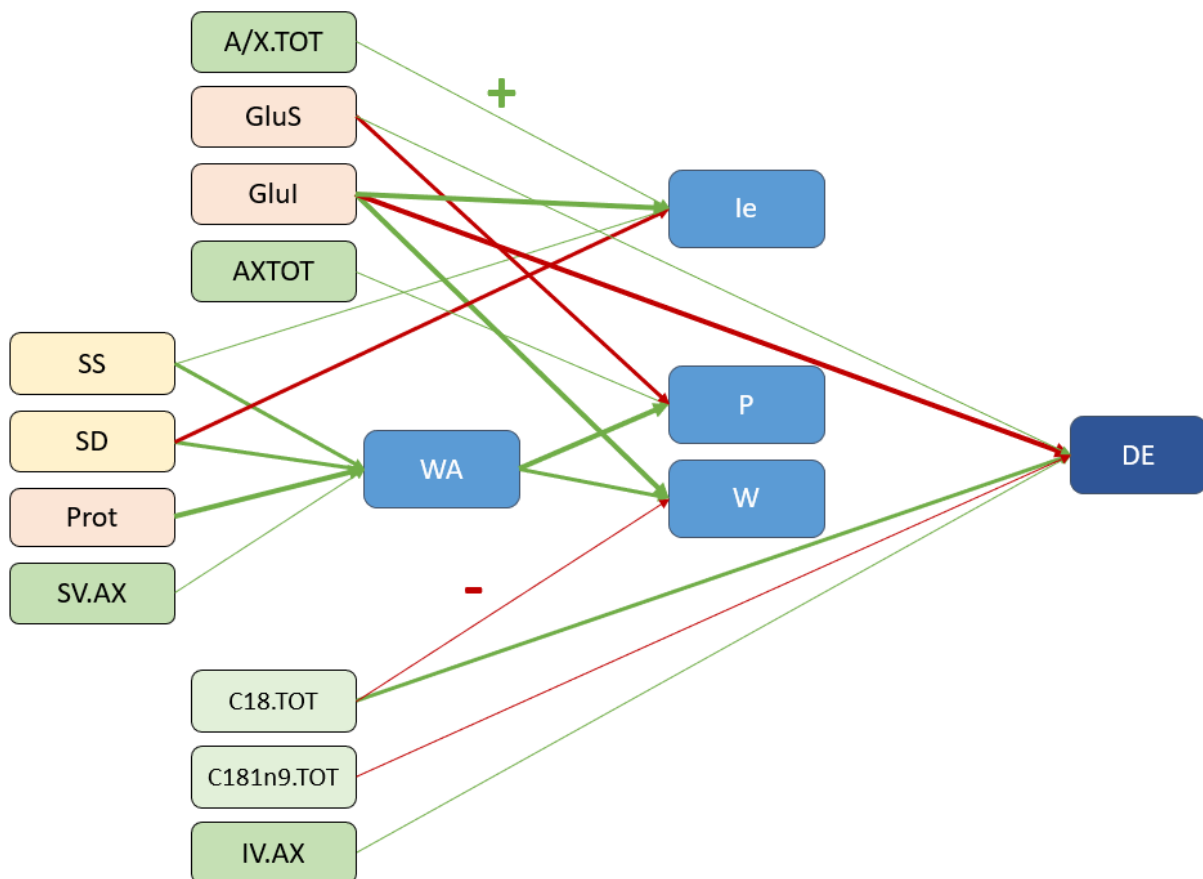 A/X.TOT
+
GluS
GluI
Ie
AXTOT
SS
P
SD
DE
WA
W
Prot
SV.AX
-
C18.TOT
C181n9.TOT
IV.AX